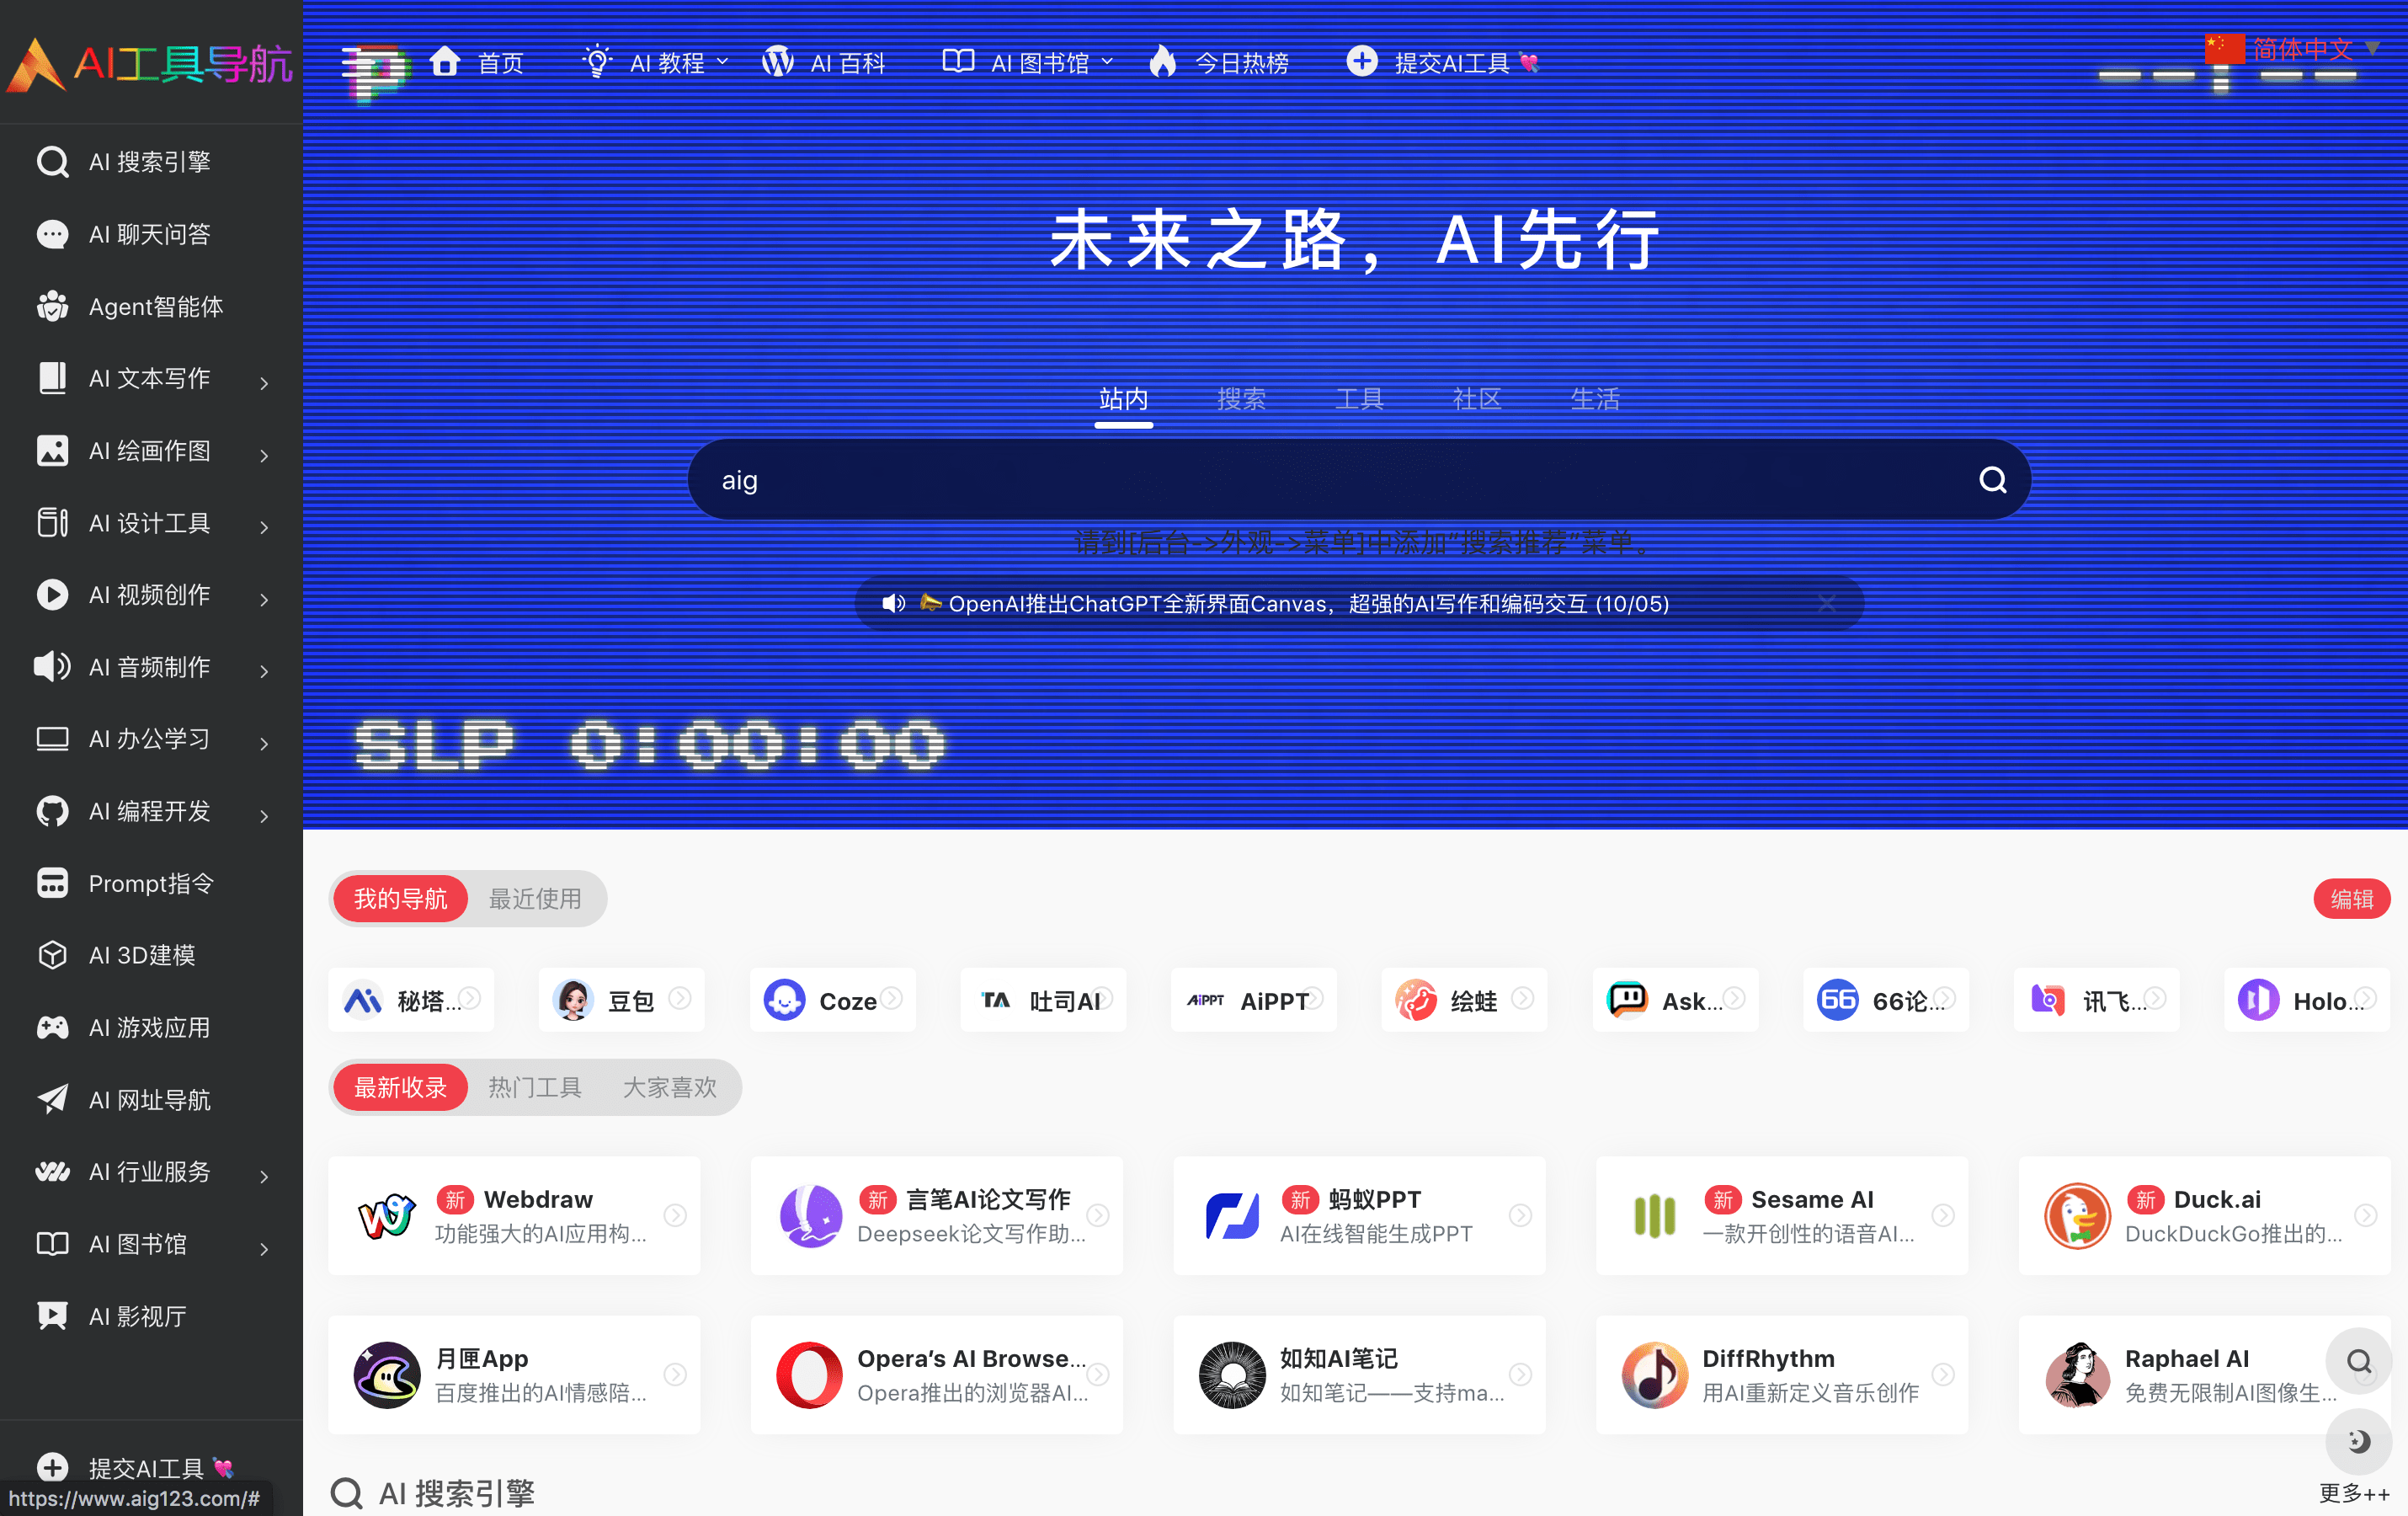 AI工具导航
AI 搜索引擎
AI 聊天问答
Agent智能体
AI 文本写作
AI 绘画作图
AI 设计工具
AI 视频创作
AI 音频制作
AI 办公学习
AI 编程开发
Prompt指令
AI 3D建模
AI 游戏应用
AI 网址导航
AI 行业服务
AI 图书馆
AI 影视厅
提交AI工具 💘
https://www.aig123.com/#
P 首页 AI 教程 AI 百科 AI 图书馆 今日热榜 提交AI工具 💘 简体中文 ▼
--:--
未来之路，AI先行
站内 搜索 工具 社区 生活
aig
请到[后台->外观->菜单]中添加“搜索推荐”菜单。
OpenAI推出ChatGPT全新界面Canvas，超强的AI写作和编码交互 (10/05)
SLP 0:00:00
我的导航 最近使用 编辑
秘塔... 豆包 Coze TA 吐司AI AiPPT AiPPT 绘蛙 Ask... 66 66论... 讯飞... Holo...
最新收录 热门工具 大家喜欢
新 Webdraw
功能强大的AI应用构...
新 言笔AI论文写作
Deepseek论文写作助...
新 蚂蚁PPT
AI在线智能生成PPT
新 Sesame AI
一款开创性的语音AI...
新 Duck.ai
DuckDuckGo推出的...
月匣App
百度推出的AI情感陪...
Opera’s AI Browse...
Opera推出的浏览器AI...
如知AI笔记
如知笔记——支持ma...
DiffRhythm
用AI重新定义音乐创作
Raphael AI
免费无限制AI图像生...
AI 搜索引擎
更多++